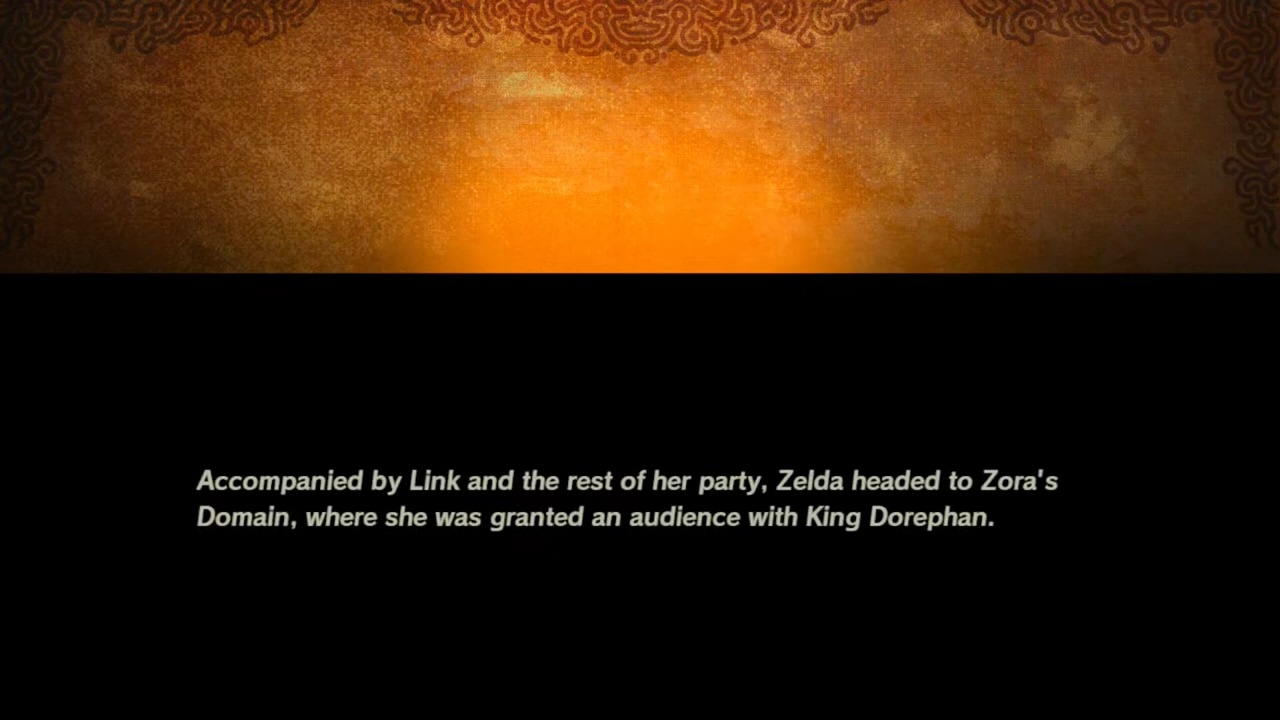 Accompanied by Link and the rest of her party, Zelda headed to Zora's
Domain, where she was granted an audience with King Dorephan.